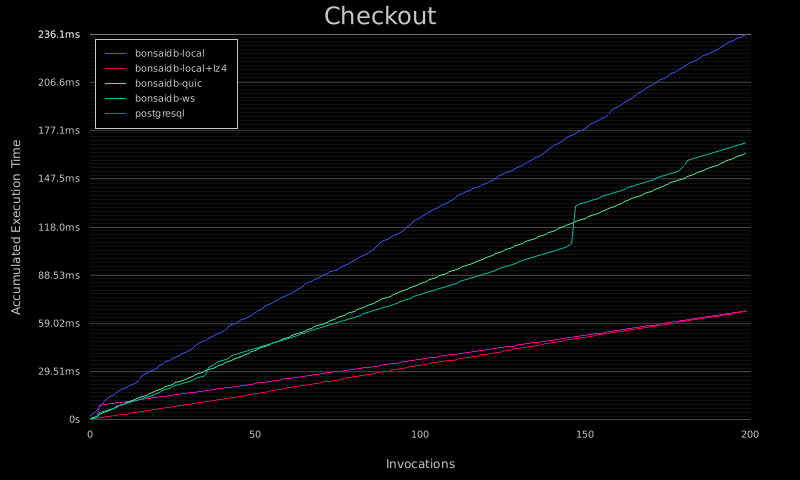 Checkout
236.1ms
206.6ms
177.1ms
147.5ms
118.0ms
88.53ms
59.02ms
29.51ms
0s
Accumulated Execution Time
bonsaidb-local
bonsaidb-local+lz4
bonsaidb-quic
bonsaidb-ws
postgresql
0 50 100 150 200
Invocations